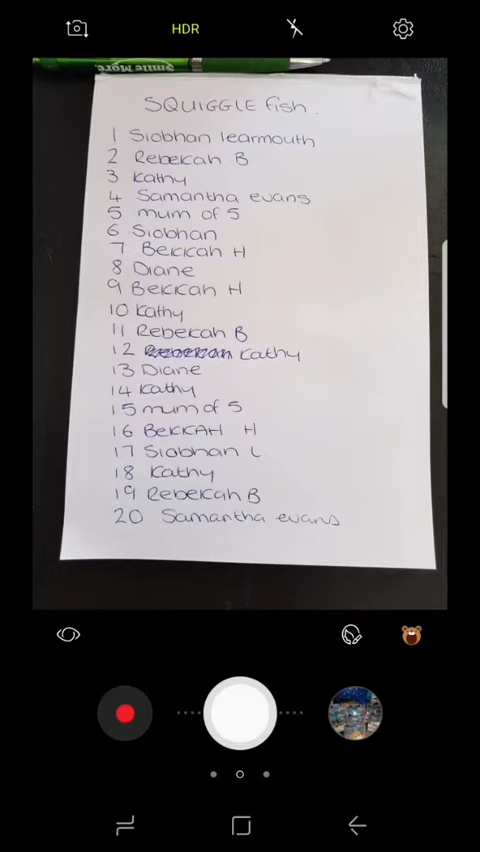 HDR
Smile More
SQUIGGLE fish
1 Siobhan learmouth
2 Rebekah B
3 Kathy
4 Samantha evans
5 mum of 5
6 Siobhan
7 Bekkah H
8 Diane
9 Bekkah H
10 Kathy
11 Rebekah B
12 Kathy
13 Diane
14 Kathy
15 mum of 5
16 BEKKAH H
17 Siobhan L
18 Kathy
19 Rebekah B
20 Samantha evans